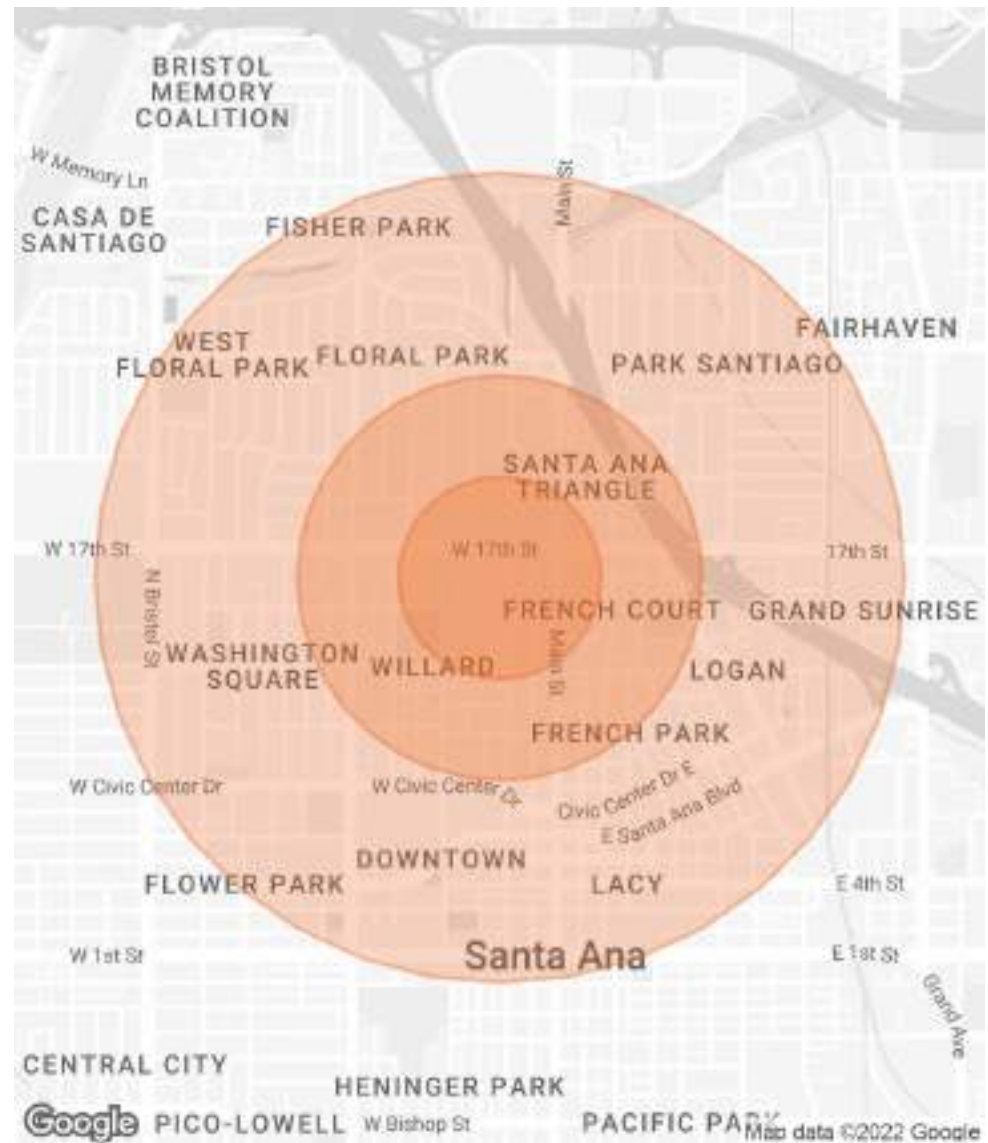 BRISTOL
MEMORY
COALITION
W Memory Ln
Main St
CASA DE
SANTIAGO
FISHER PARK
FAIRHAVEN
WEST
FLORAL PARK
FLORAL PARK
PARK SANTIAGO
SANTA ANA
TRIANGLE
W 17th St
W 17th St
17th St
N Bristol St
FRENCH COURT
GRAND SUNRISE
WASHINGTON
SQUARE
WILLARD
Main St
LOGAN
FRENCH PARK
W Civic Center Dr
W Civic Center Dr
Civic Center Dr E
E Santa Ana Blvd
DOWNTOWN
FLOWER PARK
LACY
E 4th St
W 1st St
Santa Ana
E 1st St
Grand Ave
CENTRAL CITY
HENINGER PARK
Google
PICO-LOWELL
W Bishop St
PACIFIC PARK
Map data ©2022 Google